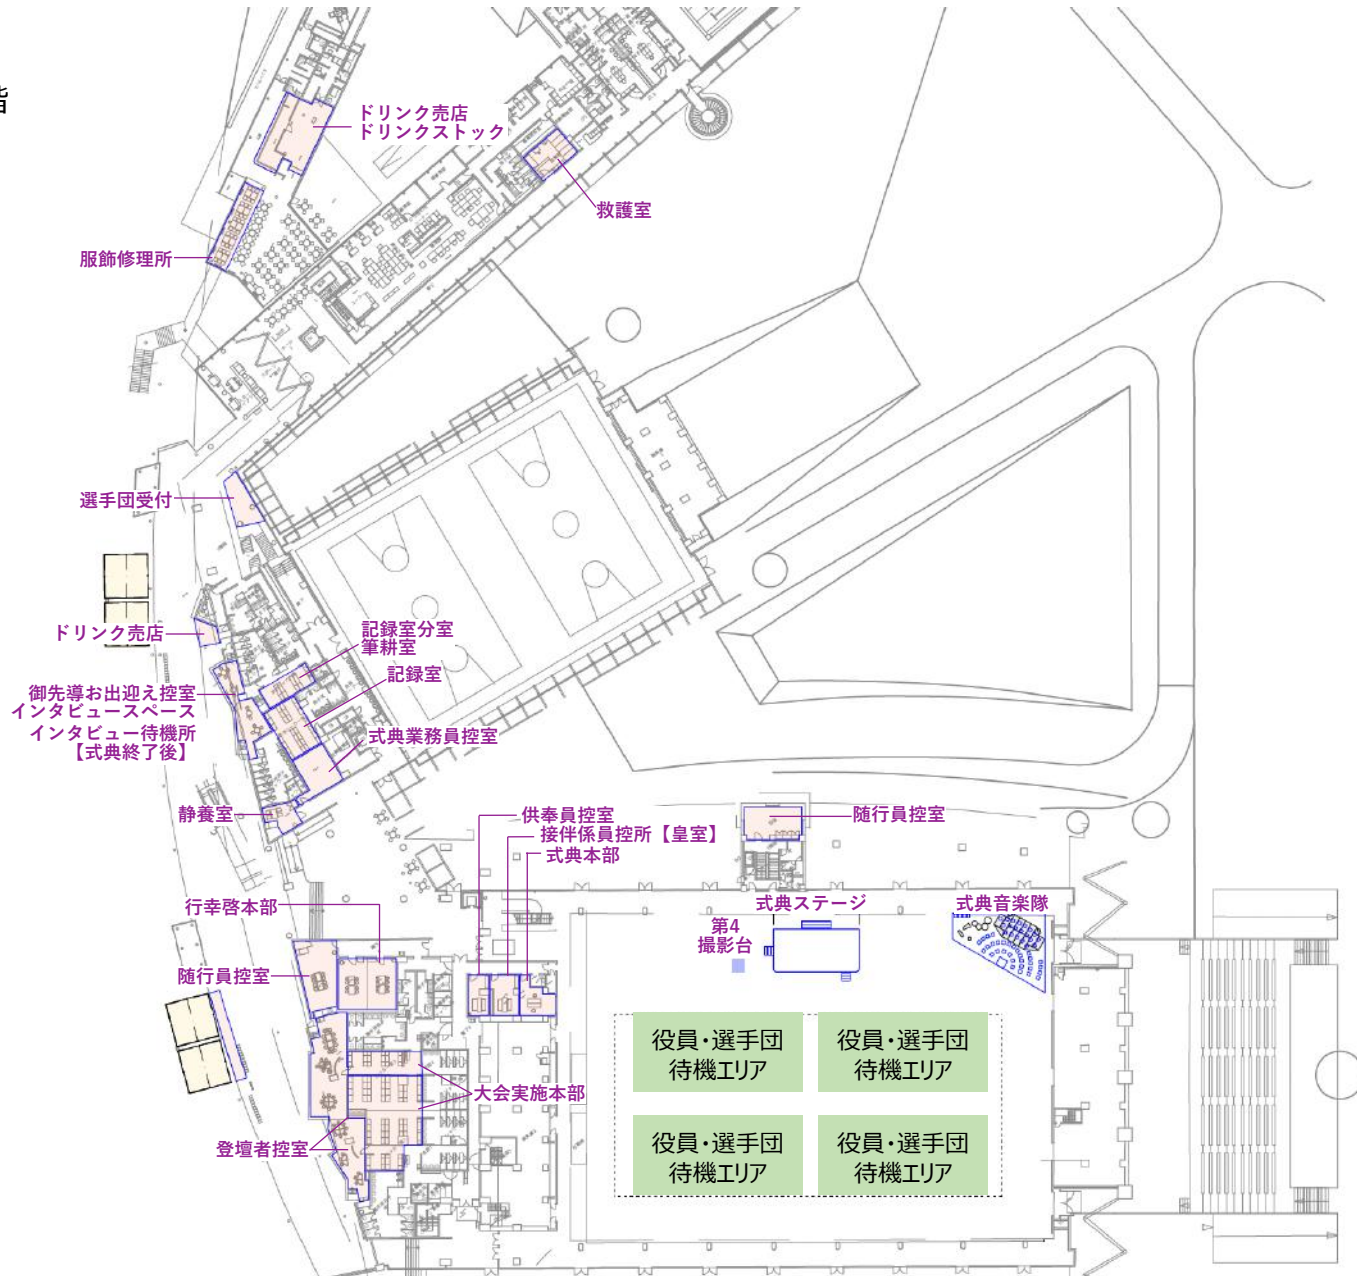 階
ドリンク売店
ドリンクストック
救護室
服飾修理所
選手団受付
ドリンク売店
記録室分室
筆耕室
記録室
御先導お出迎え控室
インタビュースペース
インタビュー待機所
【式典終了後】
式典業務員控室
静養室
供奉員控室
接伴係員控所【皇室】
式典本部
随行員控室
行幸啓本部
式典ステージ
式典音楽隊
第4
撮影台
随行員控室
役員・選手団
待機エリア
役員・選手団
待機エリア
大会実施本部
登壇者控室
役員・選手団
待機エリア
役員・選手団
待機エリア